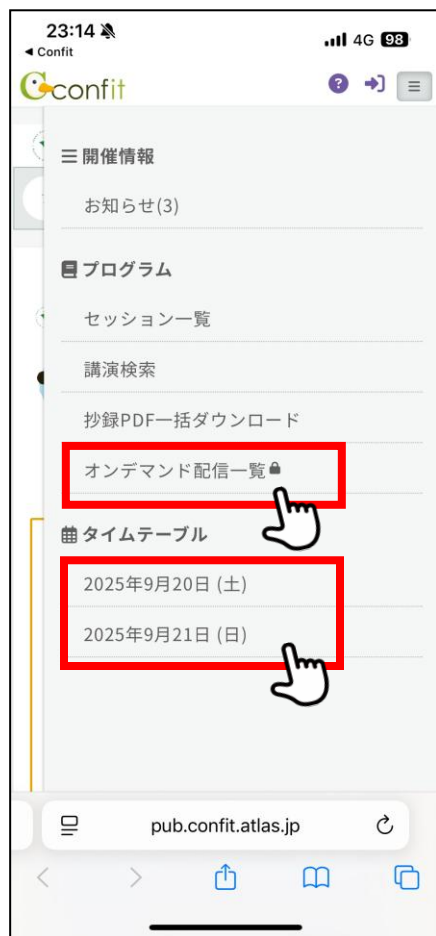 23:14
4G 98
◀ Confit
confit
開催情報
お知らせ(3)
プログラム
セッション一覧
講演検索
抄録PDF一括ダウンロード
オンデマンド配信一覧
タイムテーブル
2025年9月20日 (土)
2025年9月21日 (日)
pub.confit.atlas.jp